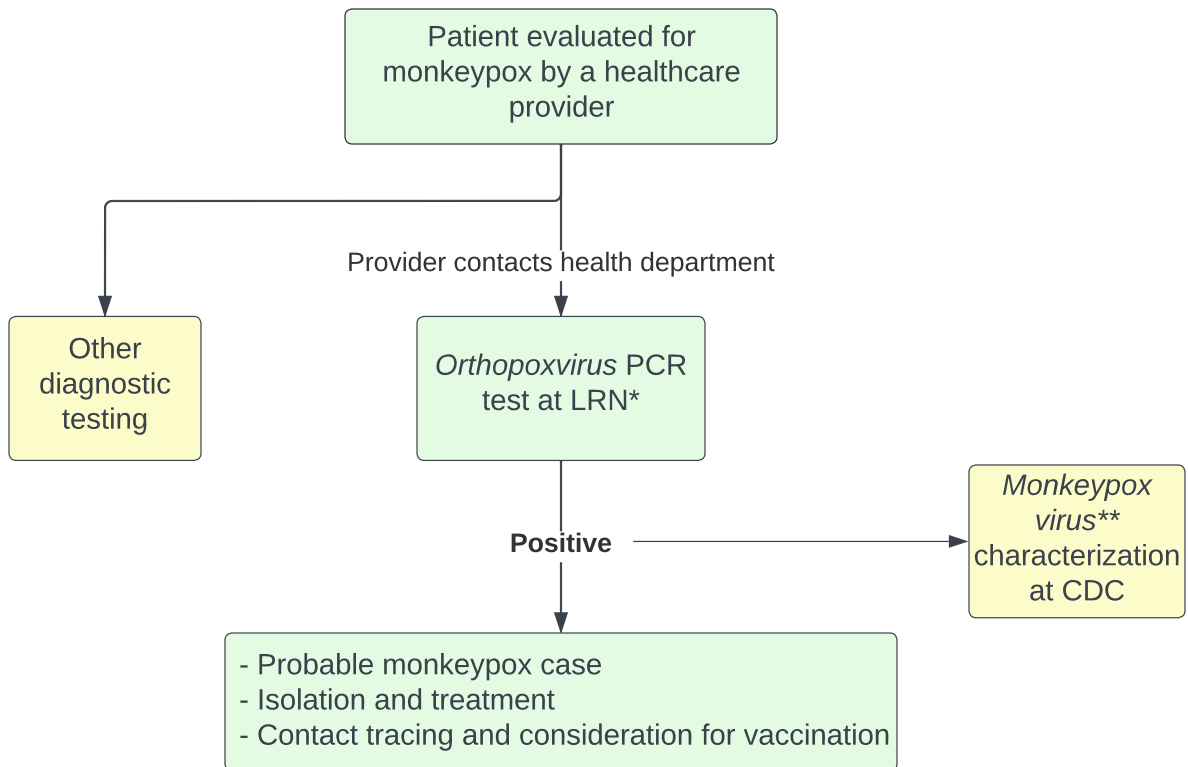 Patient evaluated for
monkeypox by a healthcare
provider
Provider contacts health department
Other
diagnostic
testing
Orthopoxvirus PCR
test at LRN*
Positive
Monkeypox
virus**
characterization
at CDC
- Probable monkeypox case
- Isolation and treatment
- Contact tracing and consideration for vaccination